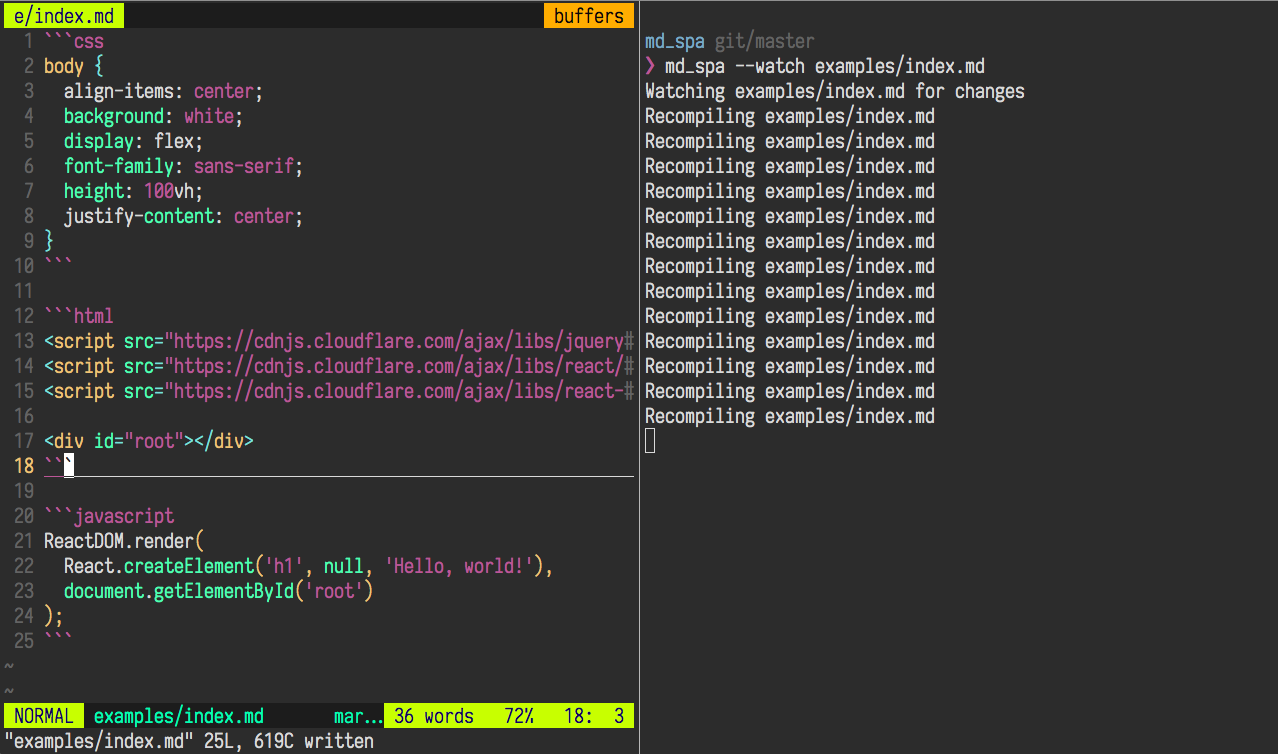 e/index.md buffers
1 ```css
2 body {
3   align-items: center;
4   background: white;
5   display: flex;
6   font-family: sans-serif;
7   height: 100vh;
8   justify-content: center;
9 }
10 ```
11
12 ```html
13 <script src="https://cdnjs.cloudflare.com/ajax/libs/jquery#
14 <script src="https://cdnjs.cloudflare.com/ajax/libs/react/#
15 <script src="https://cdnjs.cloudflare.com/ajax/libs/react-#
16
17 <div id="root"></div>
18 ```
19
20 ```javascript
21 ReactDOM.render(
22   React.createElement('h1', null, 'Hello, world!'),
23   document.getElementById('root')
24 );
25 ```
~
~
NORMAL examples/index.md mar... 36 words 72% 18: 3
"examples/index.md" 25L, 619C written
md_spa git/master
❯ md_spa --watch examples/index.md
Watching examples/index.md for changes
Recompiling examples/index.md
Recompiling examples/index.md
Recompiling examples/index.md
Recompiling examples/index.md
Recompiling examples/index.md
Recompiling examples/index.md
Recompiling examples/index.md
Recompiling examples/index.md
Recompiling examples/index.md
Recompiling examples/index.md
Recompiling examples/index.md
Recompiling examples/index.md
Recompiling examples/index.md